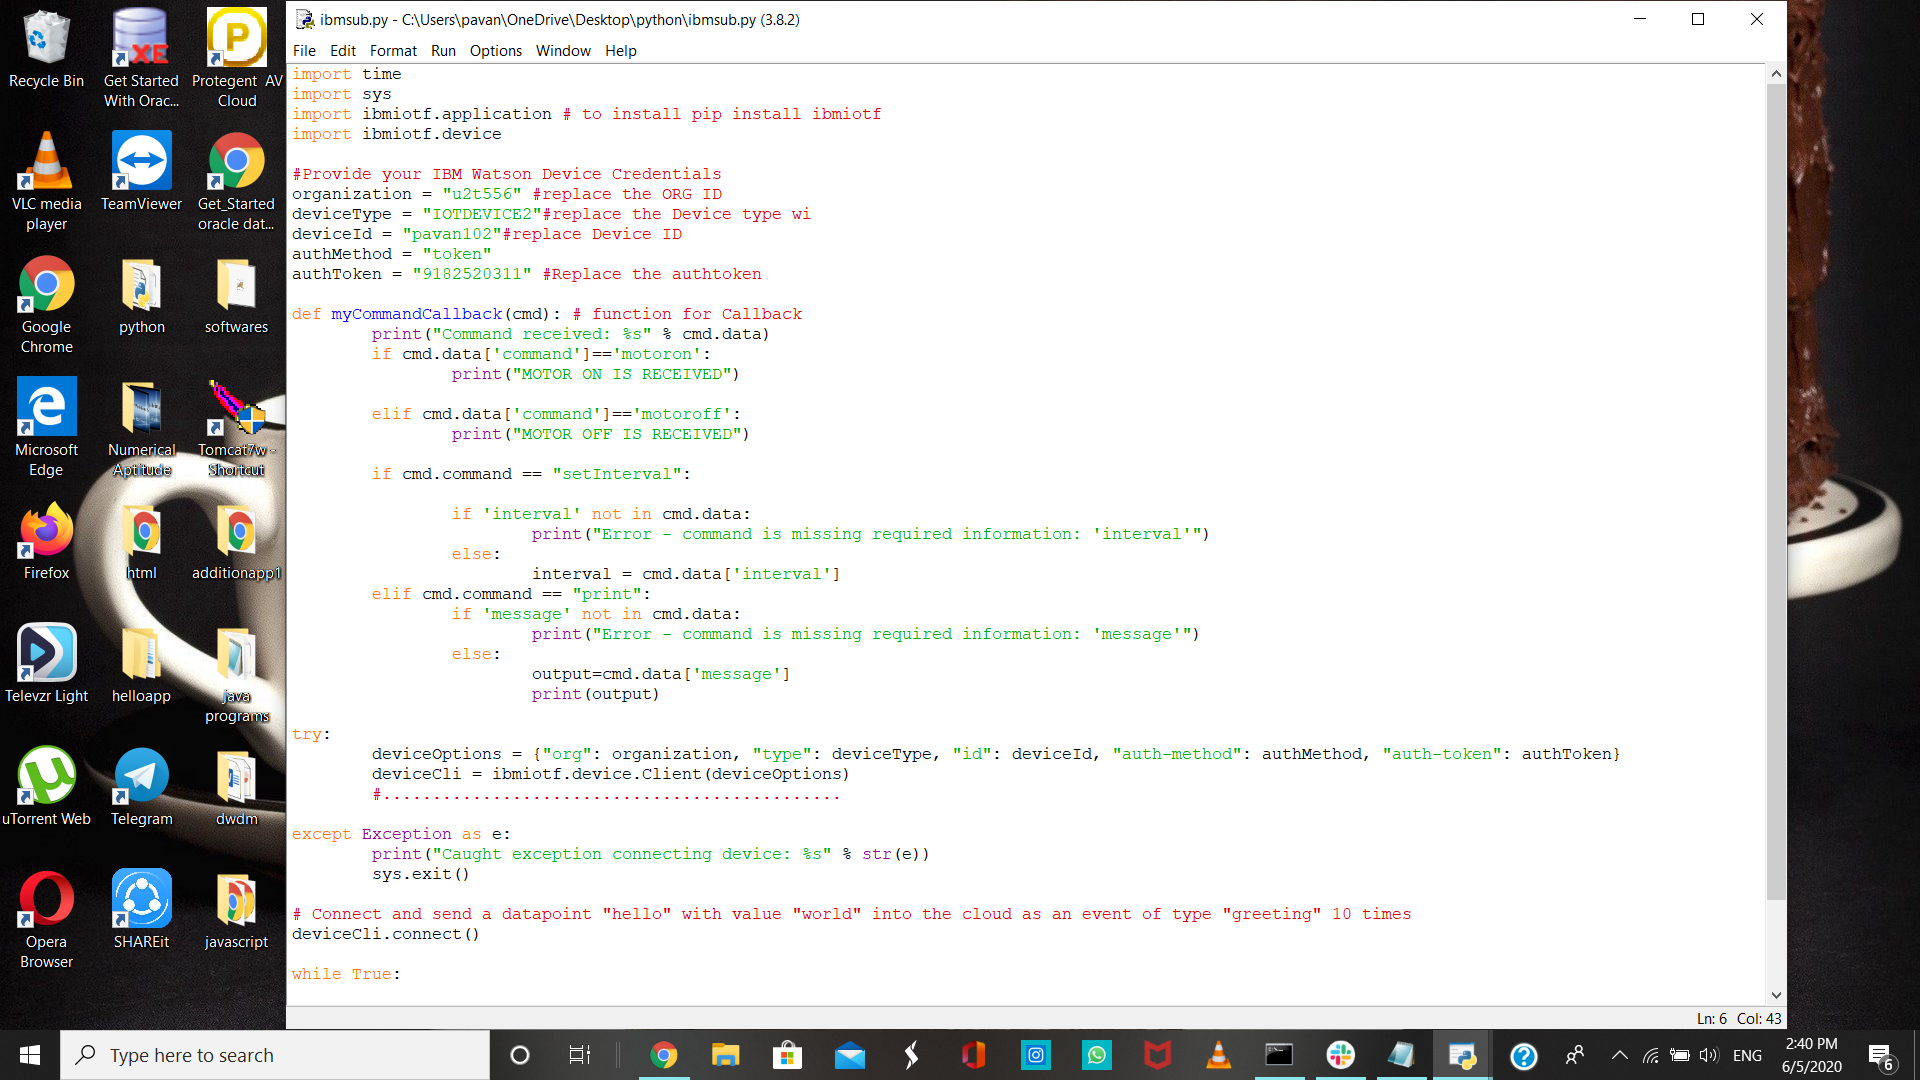 ibmsub.py - C:\Users\pavan\OneDrive\Desktop\python\ibmsub.py (3.8.2)
File Edit Format Run Options Window Help
import time
import sys
import ibmiotf.application # to install pip install ibmiotf
import ibmiotf.device
#Provide your IBM Watson Device Credentials
organization = "u2t556" #replace the ORG ID
deviceType = "IOTDEVICE2"#replace the Device type wi
deviceId = "pavan102"#replace Device ID
authMethod = "token"
authToken = "9182520311" #Replace the authtoken
def myCommandCallback(cmd): # function for Callback
print("Command received: %s" % cmd.data)
if cmd.data['command']=='motoron':
print("MOTOR ON IS RECEIVED")
elif cmd.data['command']=='motoroff':
print("MOTOR OFF IS RECEIVED")
if cmd.command == "setInterval":
if 'interval' not in cmd.data:
print("Error - command is missing required information: 'interval'")
else:
interval = cmd.data['interval']
elif cmd.command == "print":
if 'message' not in cmd.data:
print("Error - command is missing required information: 'message'")
else:
output=cmd.data['message']
print(output)
try:
deviceOptions = {"org": organization, "type": deviceType, "id": deviceId, "auth-method": authMethod, "auth-token": authToken}
deviceCli = ibmiotf.device.Client(deviceOptions)
#..............................................
except Exception as e:
print("Caught exception connecting device: %s" % str(e))
sys.exit()
# Connect and send a datapoint "hello" with value "world" into the cloud as an event of type "greeting" 10 times
deviceCli.connect()
while True:
Ln: 6 Col: 43
Recycle Bin
Get Started
With Orac...
Protegent AV
Cloud
VLC media
player
TeamViewer
Get_Started
oracle dat...
Google
Chrome
python
softwares
Microsoft
Edge
Numerical
Aptitude
Tomcat7w -
Shortcut
Firefox
html
additionapp1
Televzr Light
helloapp
java
programs
uTorrent Web
Telegram
dwdm
Opera
Browser
SHAREit
javascript
Type here to search
ENG
2:40 PM
6/5/2020
6